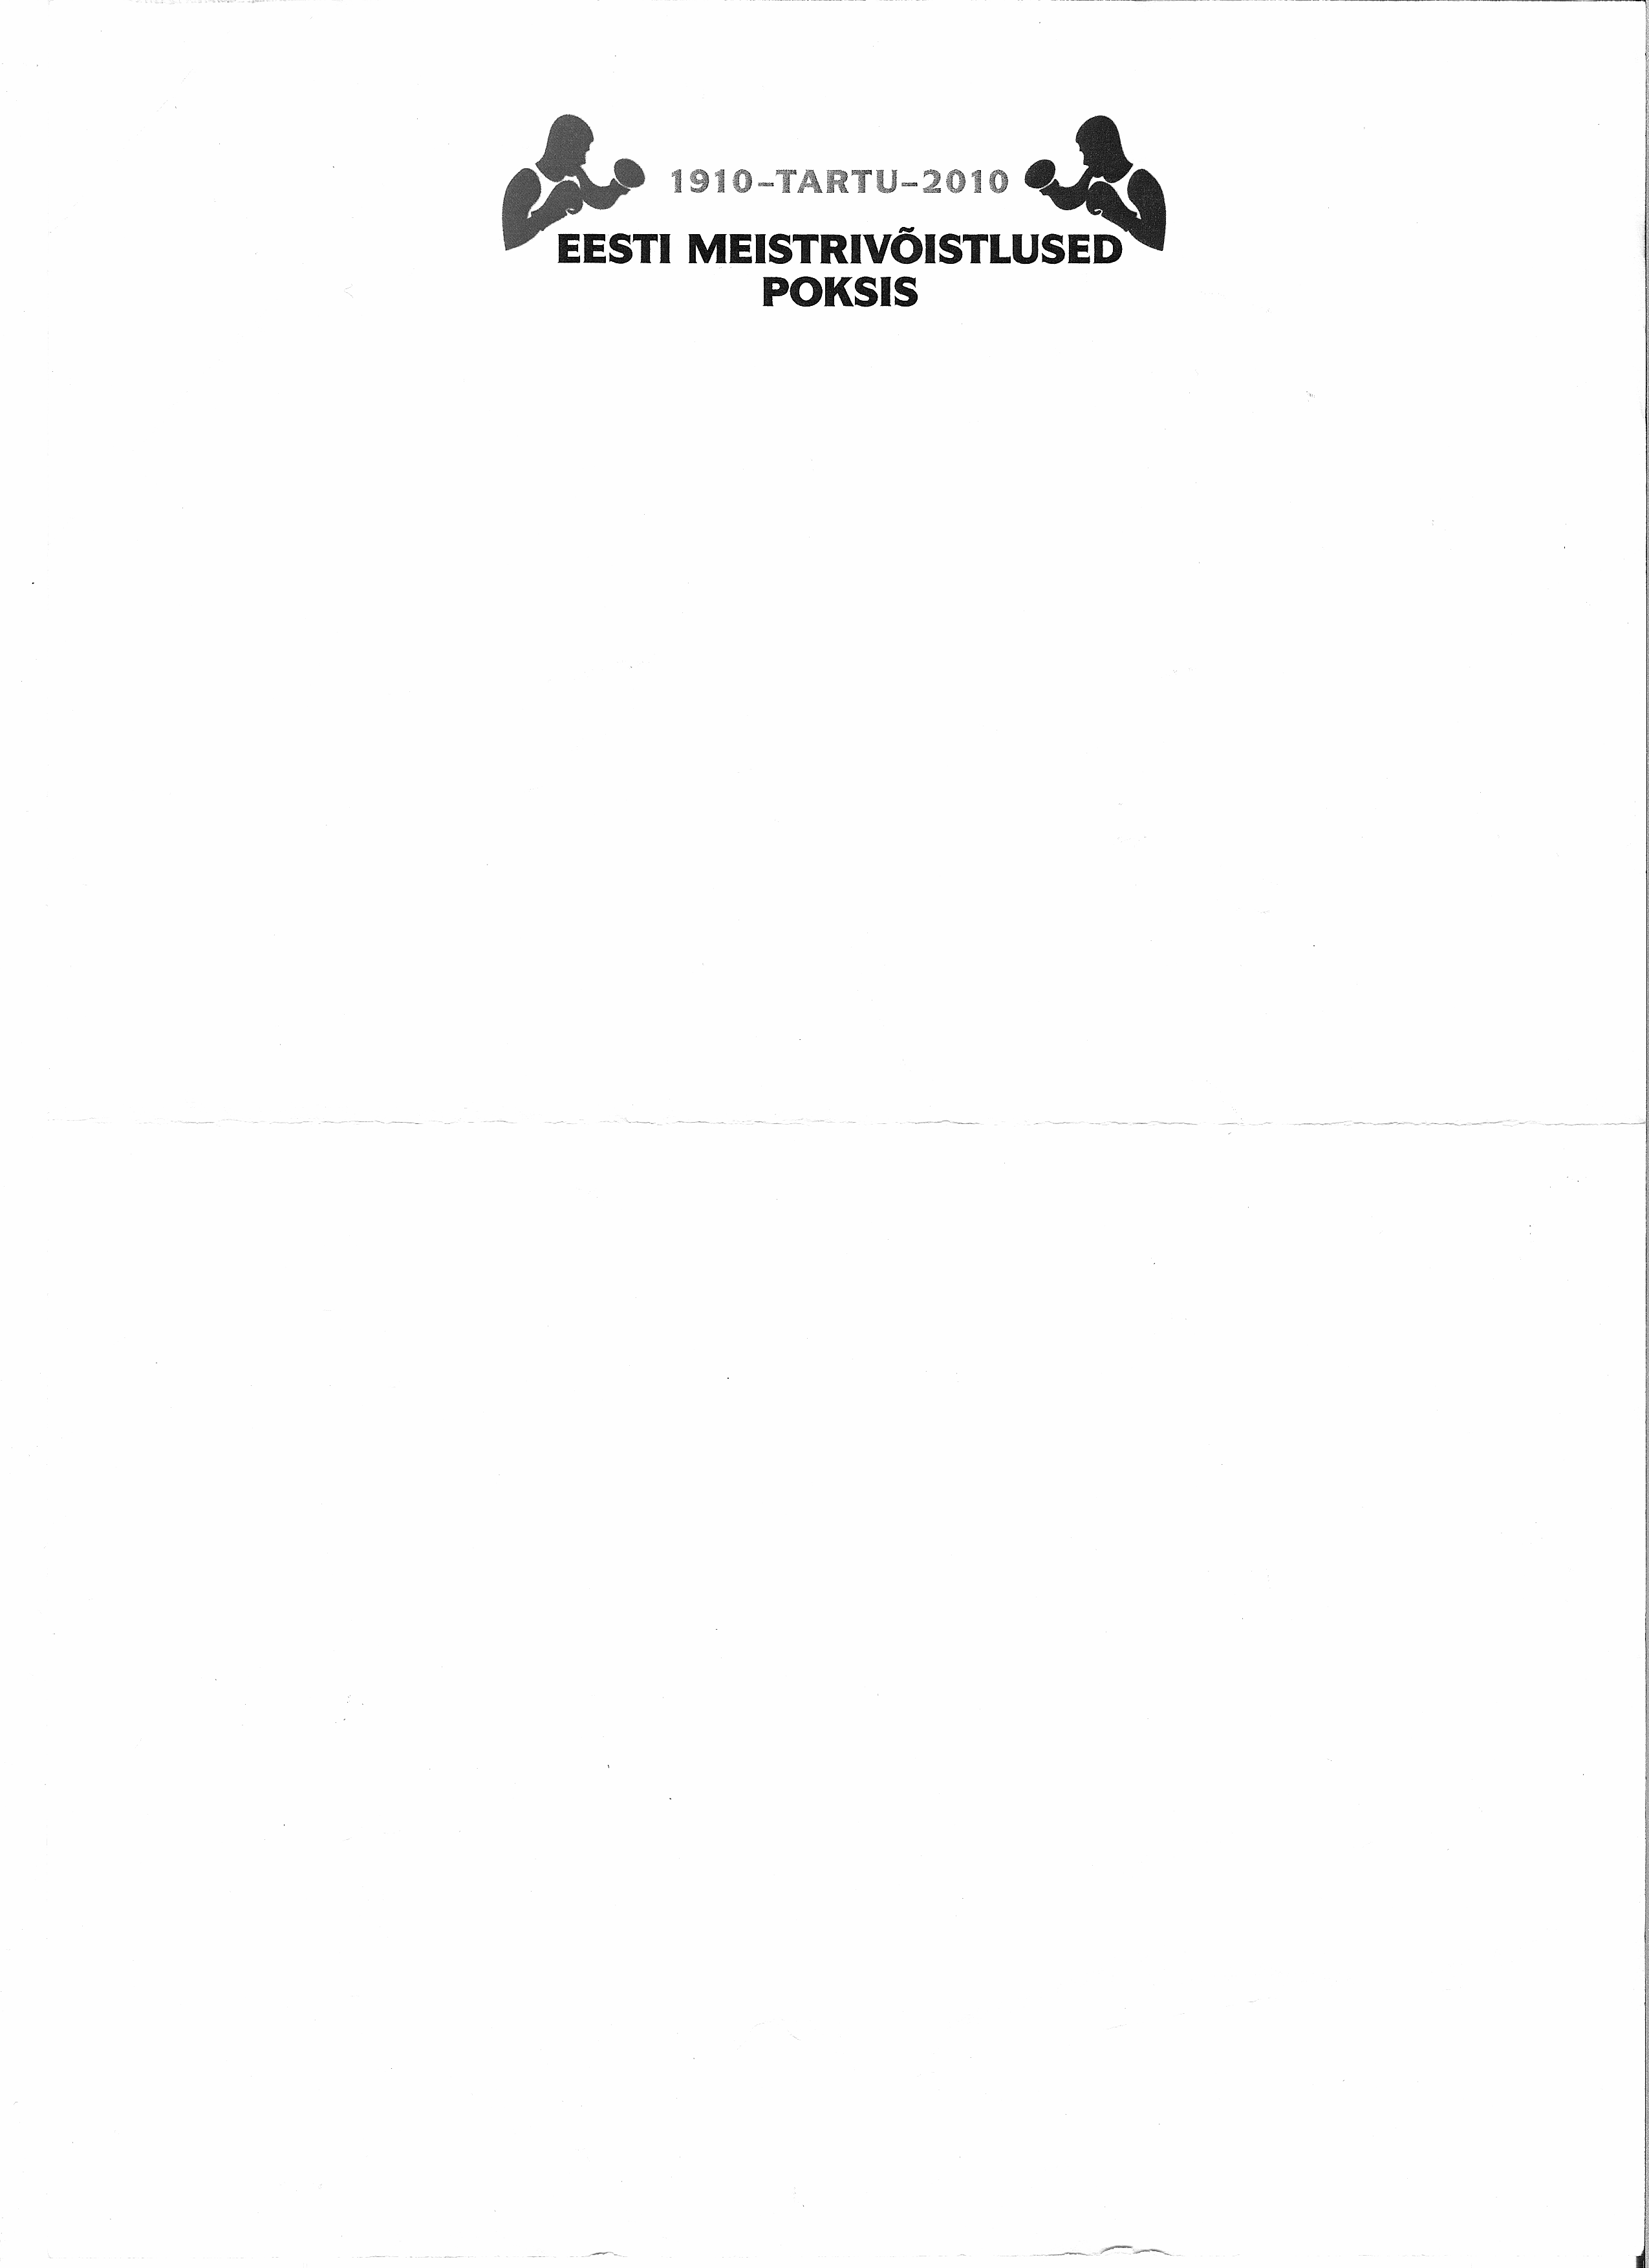 1910-TARTU-2010
EESTI MEISTRIVÕISTLUSED
POKSIS